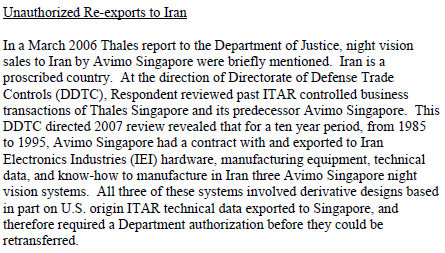 Unauthorized Re-exports to Iran
In a March 2006 Thales report to the Department of Justice, night vision
sales to Iran by Avimo Singapore were briefly mentioned.  Iran is a
proscribed country.  At the direction of Directorate of Defense Trade
Controls (DDTC), Respondent reviewed past ITAR controlled business
transactions of Thales Singapore and its predecessor Avimo Singapore.  This
DDTC directed 2007 review revealed that for a ten year period, from 1985
to 1995, Avimo Singapore had a contract with and exported to Iran
Electronics Industries (IEI) hardware, manufacturing equipment, technical
data, and know-how to manufacture in Iran three Avimo Singapore night
vision systems.  All three of these systems involved derivative designs based
in part on U.S. origin ITAR technical data exported to Singapore, and
therefore required a Department authorization before they could be
retransferred.